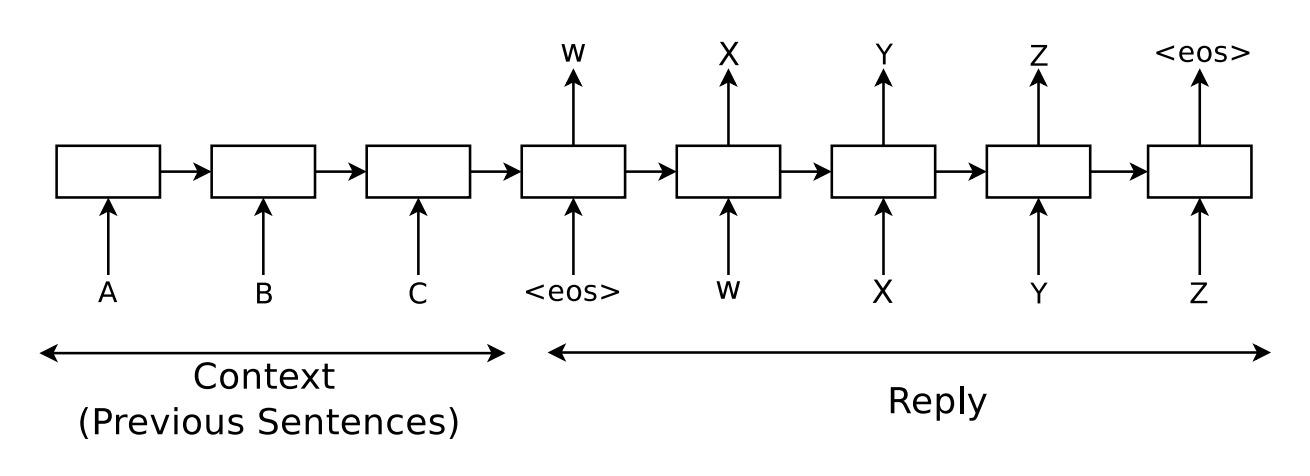 W X Y Z <eos>
A B C <eos> W X Y Z
Context
(Previous Sentences)
Reply